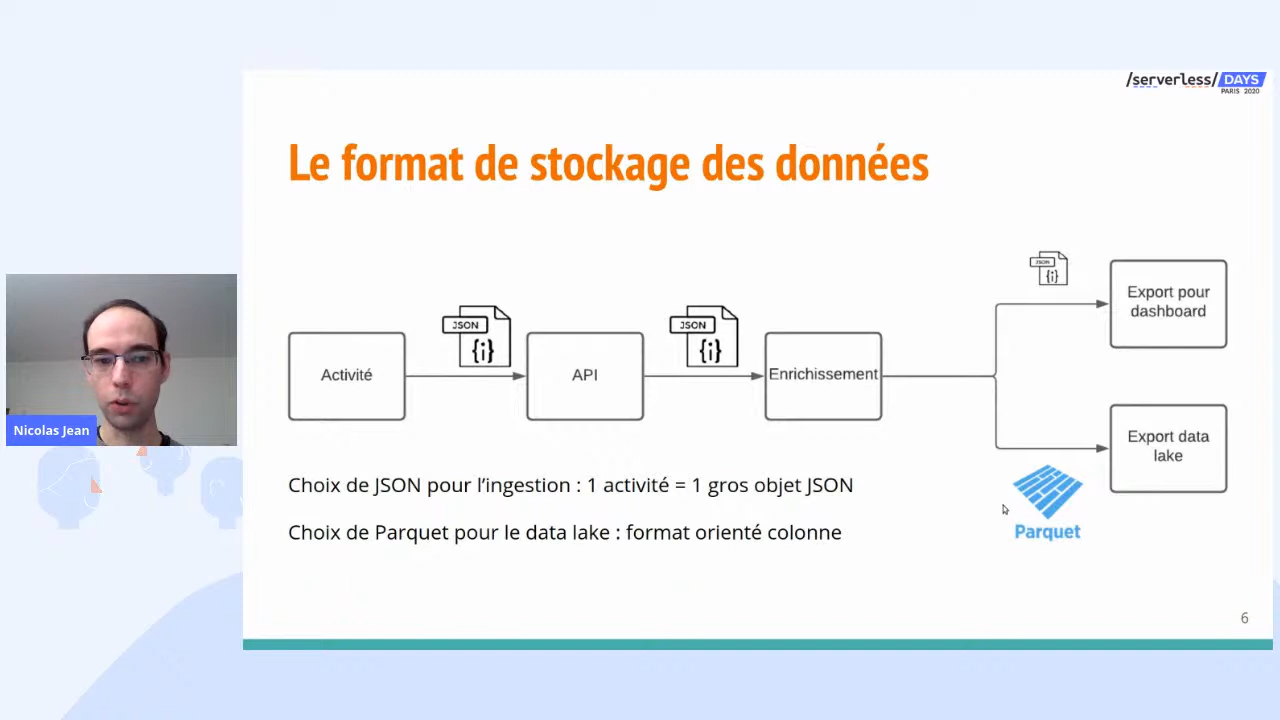 /serverless/ DAYS
PARIS 2020
Le format de stockage des données
JSON
{i}
Export pour
dashboard
JSON
{i}
JSON
{i}
Activité
API
Enrichissement
Export data
lake
Nicolas Jean
Choix de JSON pour l’ingestion : 1 activité = 1 gros objet JSON
Choix de Parquet pour le data lake : format orienté colonne
Parquet
6